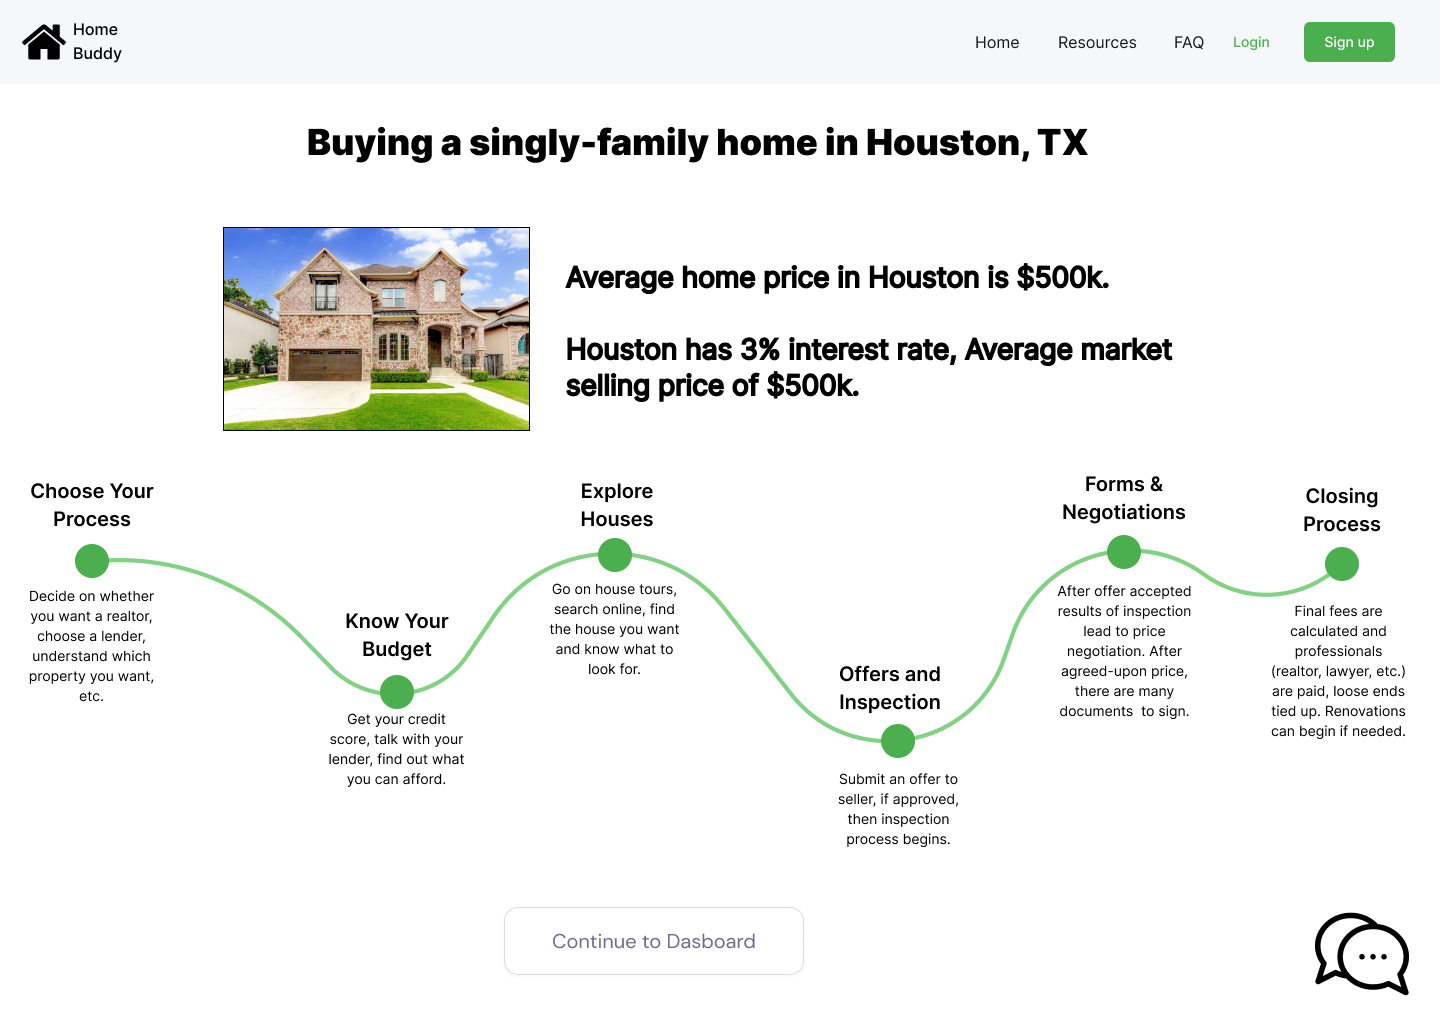 Home
Buddy
Home
Resources
FAQ
Login
Sign up
Buying a singly-family home in Houston, TX
Average home price in Houston is $500k.
Houston has 3% interest rate, Average market
selling price of $500k.
Choose Your
Process
Decide on whether
you want a realtor,
choose a lender,
understand which
property you want,
etc.
Know Your
Budget
Get your credit
score, talk with your
lender, find out what
you can afford.
Explore
Houses
Go on house tours,
search online, find
the house you want
and know what to
look for.
Offers and
Inspection
Submit an offer to
seller, if approved,
then inspection
process begins.
Forms &
Negotiations
After offer accepted
results of inspection
lead to price
negotiation. After
agreed-upon price,
there are many
documents  to sign.
Closing
Process
Final fees are
calculated and
professionals
(realtor, lawyer, etc.)
are paid, loose ends
tied up. Renovations
can begin if needed.
Continue to Dasboard